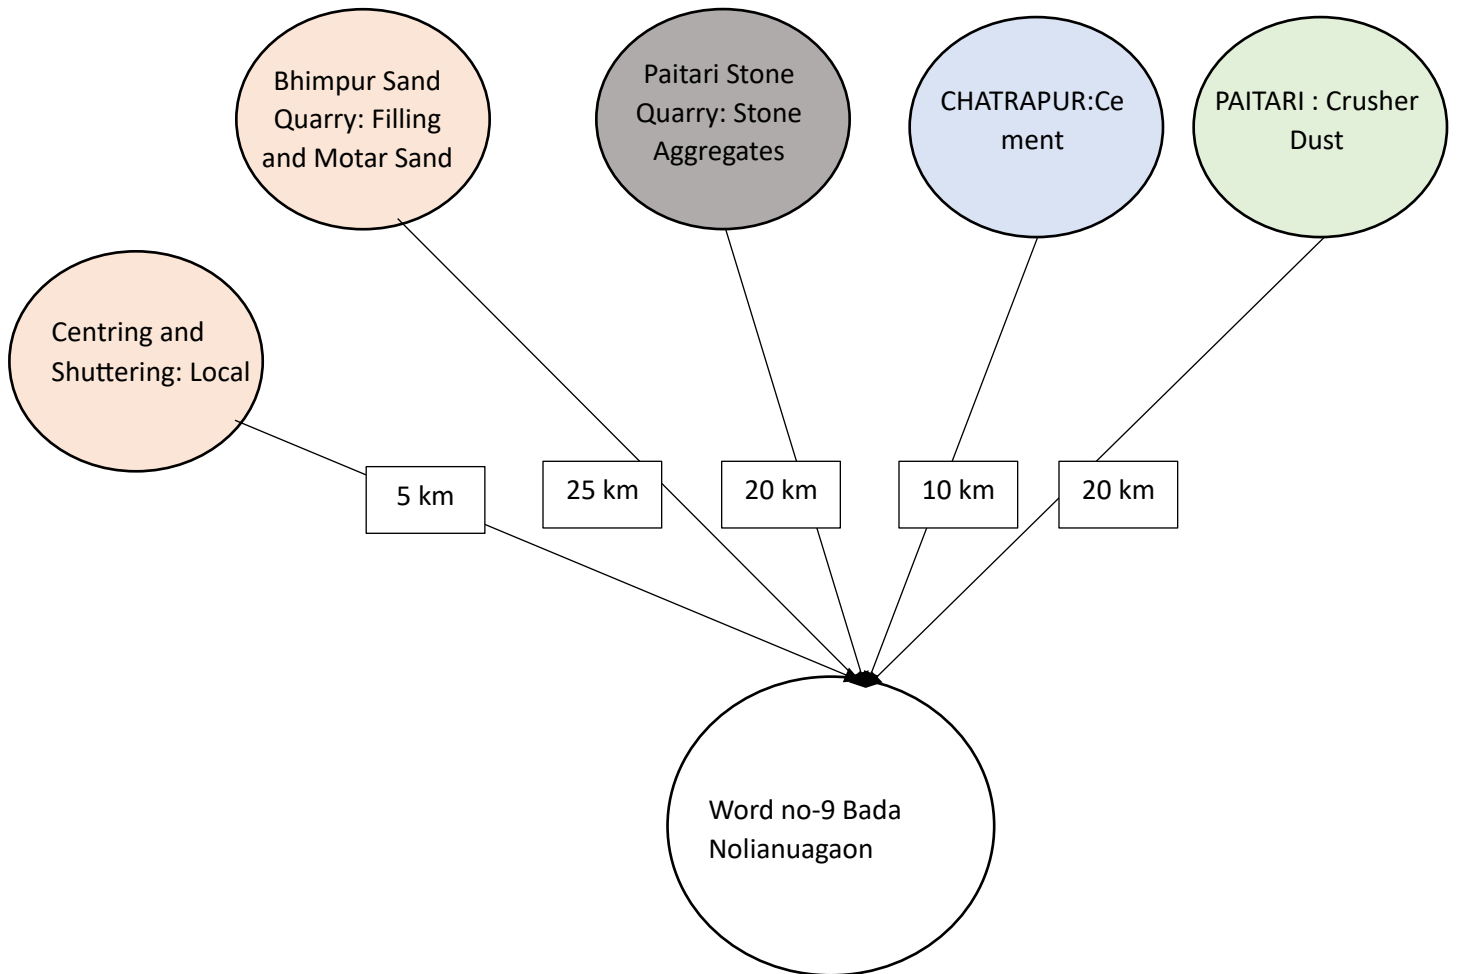 Bhimpur Sand
Quarry: Filling
and Motar Sand
Paitari Stone
Quarry: Stone
Aggregates
CHATRAPUR:Ce
ment
PAITARI : Crusher
Dust
Centring and
Shuttering: Local
5 km
25 km
20 km
10 km
20 km
Word no-9 Bada
Nolianuagaon